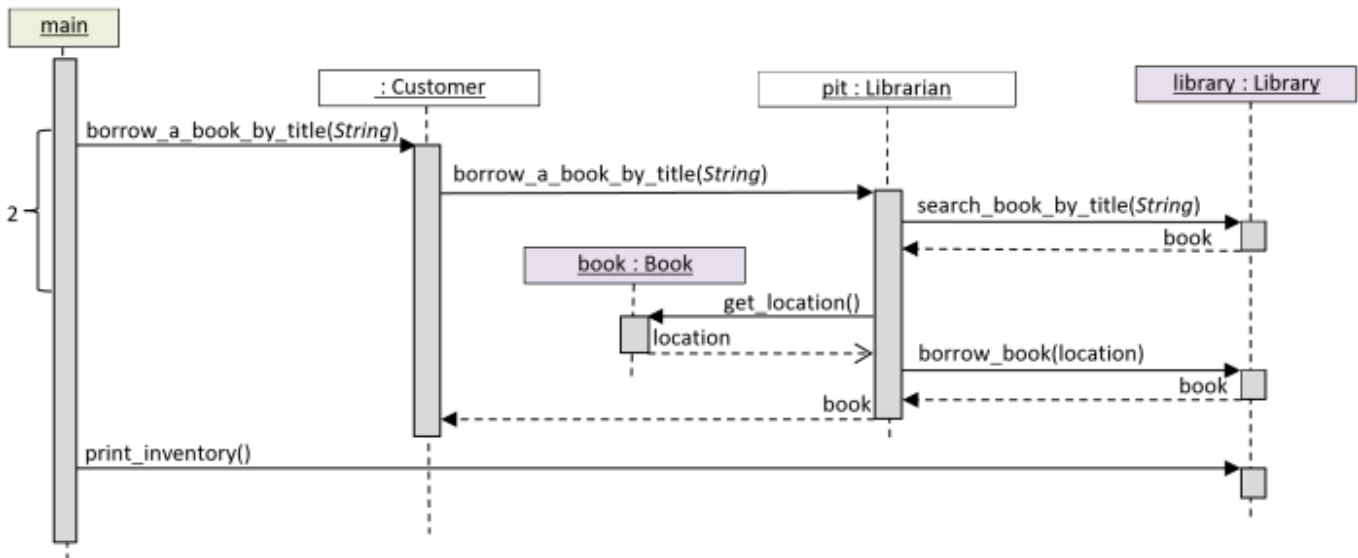 main
: Customer
pit : Librarian
library : Library
borrow_a_book_by_title(String)
borrow_a_book_by_title(String)
search_book_by_title(String)
2
book
book : Book
get_location()
location
borrow_book(location)
book
book
print_inventory()